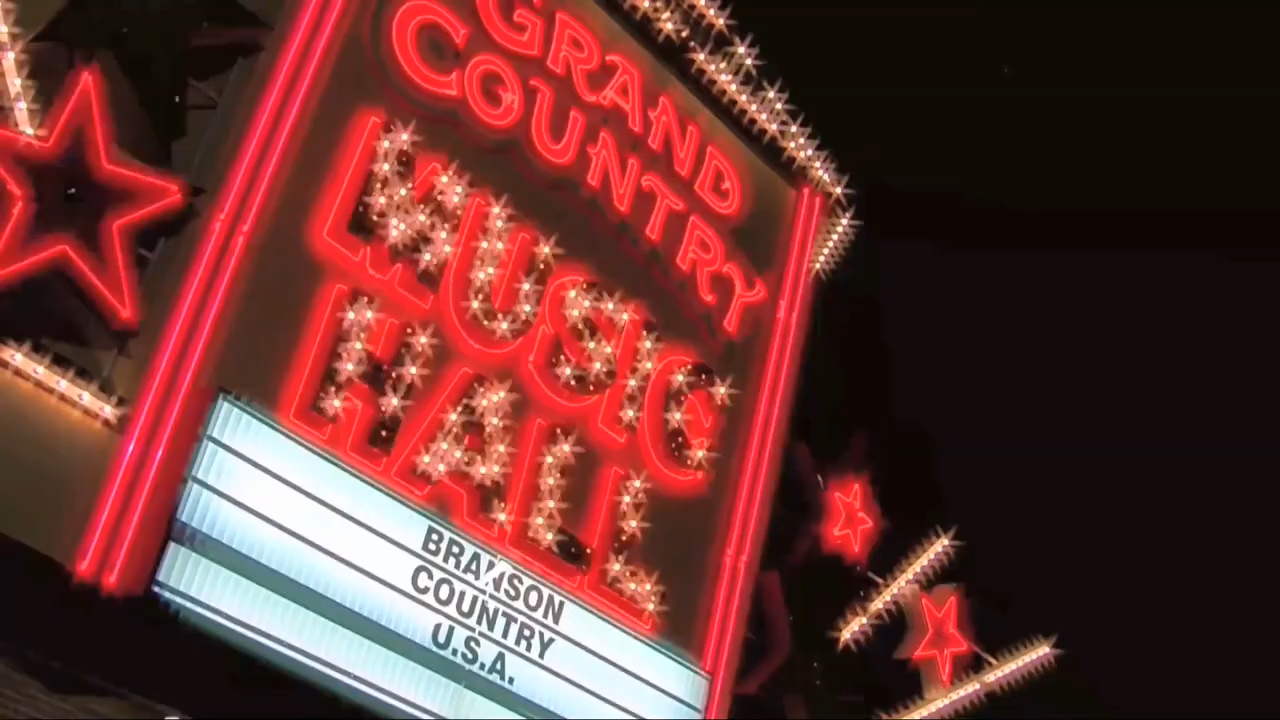 GRAND
COUNTRY
MUSIC
HALL
BRANSON
COUNTRY
U.S.A.